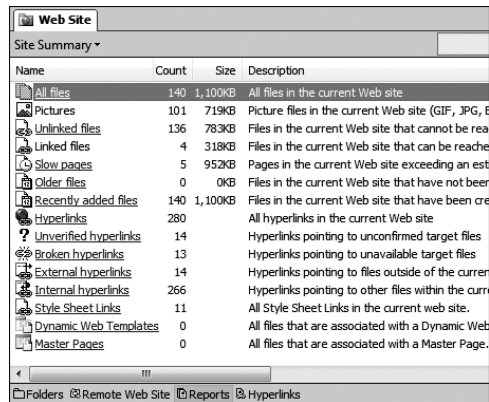 Web Site
Site Summary
Name Count Size Description
All files 140 1,100KB All files in the current Web site
Pictures 101 719KB Picture files in the current Web site (GIF, JPG,
Unlinked files 136 783KB Files in the current Web site that cannot be rea
Linked files 4 318KB Files in the current Web site that can be reache
Slow pages 5 952KB Pages in the current Web site exceeding an est
Older files 0 0KB Files in the current Web site that have not beer
Recently added files 140 1,100KB Files in the current Web site that have been cre
Hyperlinks 280 All hyperlinks in the current Web site
? Unverified hyperlinks 14 Hyperlinks pointing to unconfirmed target files
Broken hyperlinks 13 Hyperlinks pointing to unavailable target files
External hyperlinks 14 Hyperlinks pointing to files outside of the curren
Internal hyperlinks 266 Hyperlinks pointing to other files within the curr
Style Sheet Links 11 All Style Sheet Links in the current web site.
Dynamic Web Templates 0 All files that are associated with a Dynamic Web
Master Pages 0 All files that are associated with a Master Page.
Folders Remote Web Site Reports Hyperlinks